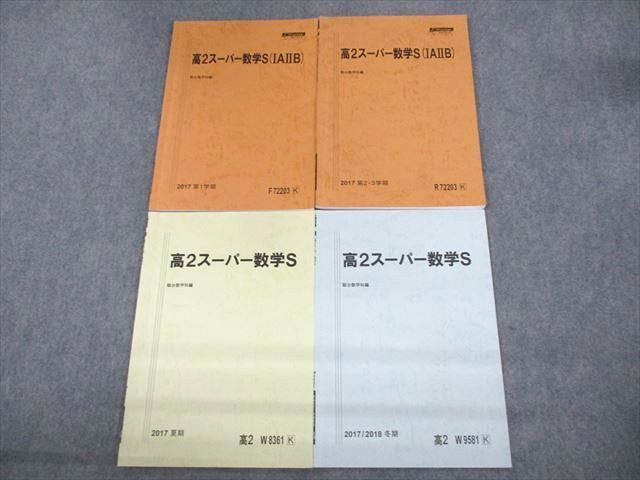 高2スーパー数学S(ⅠAⅡB)
駿台数学科編
2017 第1学期
F 72203 K
高2スーパー数学S(ⅠAⅡB)
駿台数学科編
2017 第2・3学期
R 72203 K
高2スーパー数学S
駿台数学科編
2017 夏期
高2 W 8361 K
高2スーパー数学S
駿台数学科編
2017/2018 冬期
高2 W 9581 K